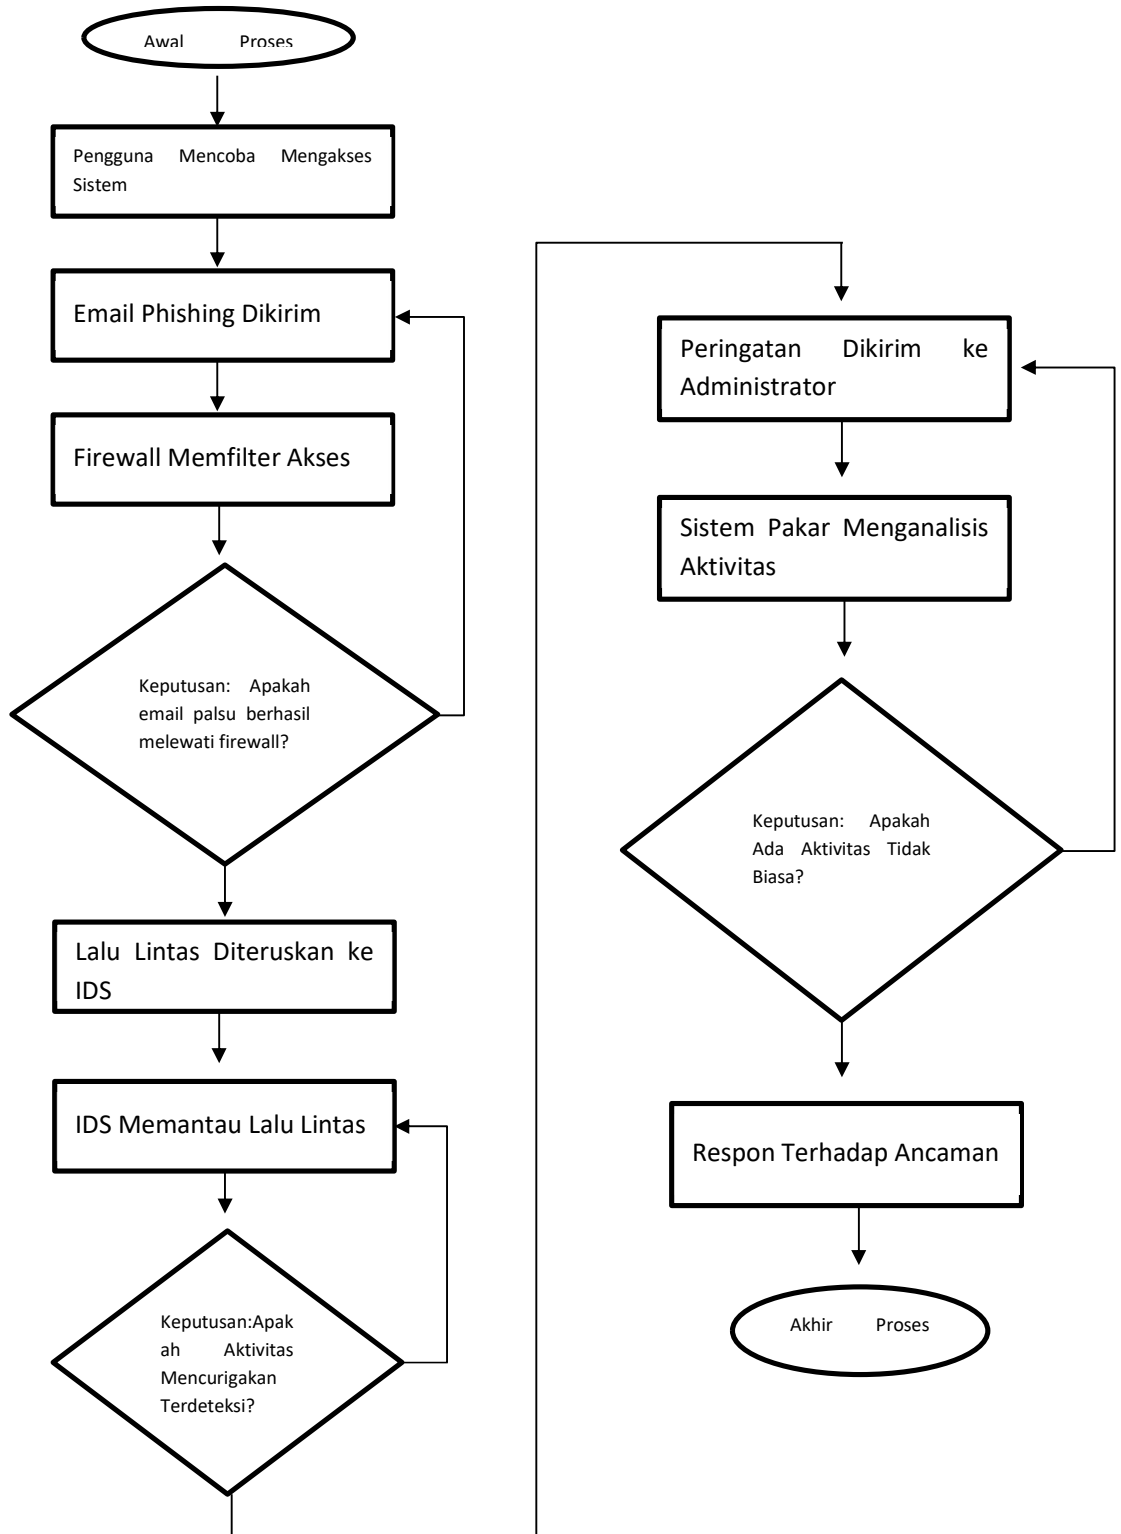 Awal Proses
Pengguna Mencoba Mengakses
Sistem
Email Phishing Dikirim
Firewall Memfilter Akses
Keputusan: Apakah
email palsu berhasil
melewati firewall?
Lalu Lintas Diteruskan ke
IDS
IDS Memantau Lalu Lintas
Keputusan:Apak
ah Aktivitas
Mencurigakan
Terdeteksi?
Peringatan Dikirim ke
Administrator
Sistem Pakar Menganalisis
Aktivitas
Keputusan: Apakah
Ada Aktivitas Tidak
Biasa?
Respon Terhadap Ancaman
Akhir Proses